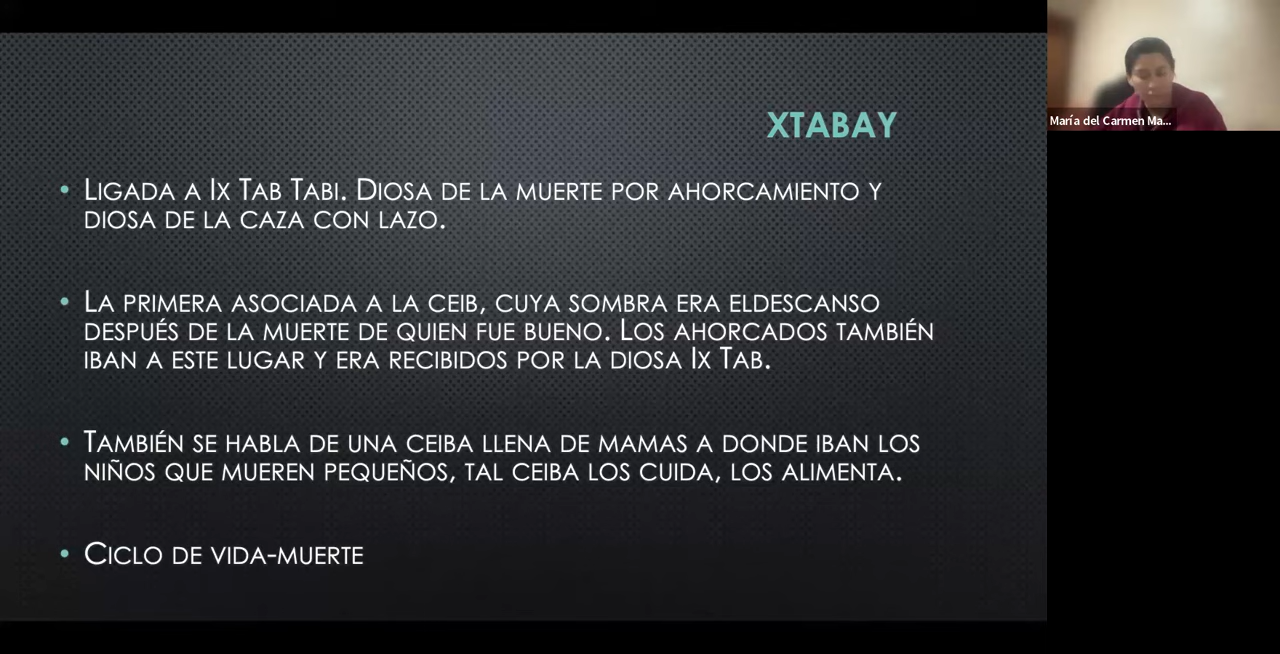 XTABAY
• Ligada a Ix Tab Tabi. Diosa de la muerte por ahorcamiento y
diosa de la caza con lazo.
• La primera asociada a la ceib, cuya sombra era eldescanso
después de la muerte de quien fue bueno. Los ahorcados también
iban a este lugar y era recibidos por la diosa Ix Tab.
• También se habla de una ceiba llena de mamas a donde iban los
niños que mueren pequeños, tal ceiba los cuida, los alimenta.
• Ciclo de vida-muerte
María del Carmen Ma...